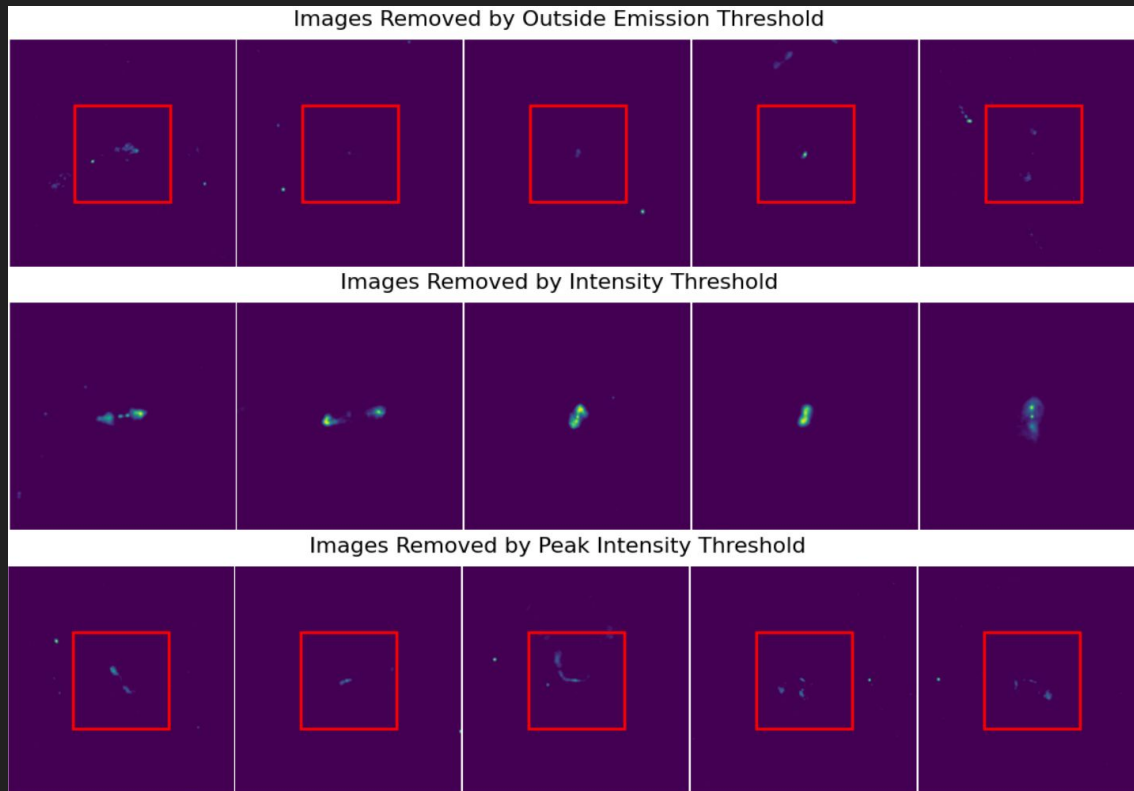 Images Removed by Outside Emission Threshold
Images Removed by Intensity Threshold
Images Removed by Peak Intensity Threshold